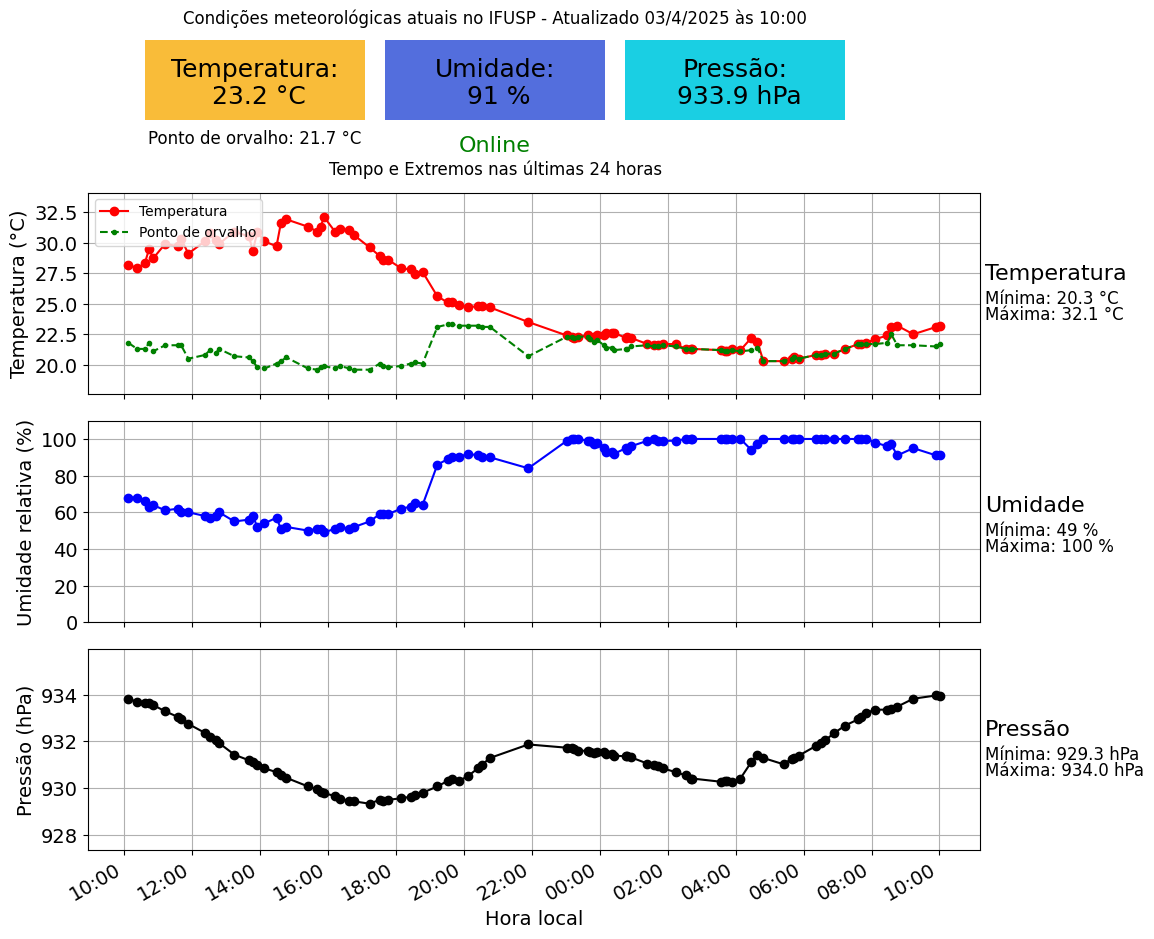 Condições meteorológicas atuais no IFUSP - Atualizado 03/4/2025 às 10:00
Temperatura:
23.2 °C
Umidade:
91 %
Pressão:
933.9 hPa
Ponto de orvalho: 21.7 °C
Online
Tempo e Extremos nas últimas 24 horas
Temperatura (°C)
32.5
30.0
27.5
25.0
22.5
20.0
Temperatura
Ponto de orvalho
Temperatura
Mínima: 20.3 °C
Máxima: 32.1 °C
Umidade relativa (%)
100
80
60
40
20
0
Umidade
Mínima: 49 %
Máxima: 100 %
Pressão (hPa)
934
932
930
928
Pressão
Mínima: 929.3 hPa
Máxima: 934.0 hPa
10:00
12:00
14:00
16:00
18:00
20:00
22:00
00:00
02:00
04:00
06:00
08:00
10:00
Hora local